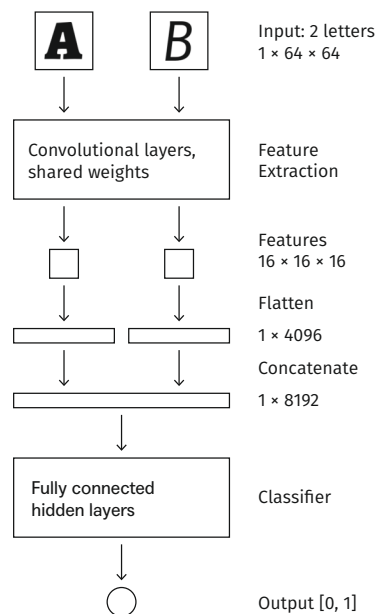 A
B
Input: 2 letters
1 × 64 × 64
Convolutional layers,
shared weights
Feature
Extraction
Features
16 × 16 × 16
Flatten
1 × 4096
Concatenate
1 × 8192
Fully connected
hidden layers
Classifier
Output [0, 1]